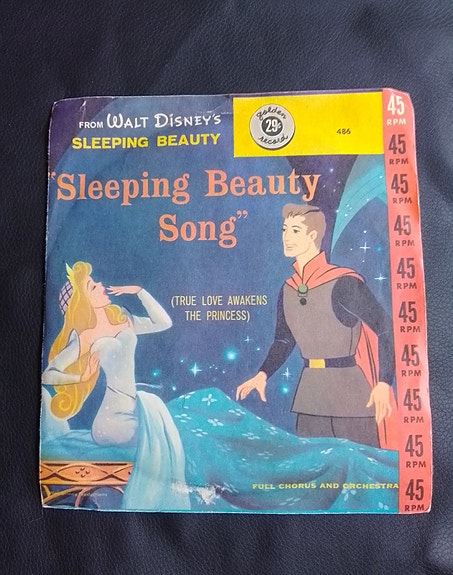 FROM WALT DISNEY'S
SLEEPING BEAUTY
Golden
29¢
record
486
"Sleeping Beauty
Song"
(TRUE LOVE AWAKENS
THE PRINCESS)
FULL CHORUS AND ORCHESTRA
45
RPM
45
RPM
45
RPM
45
RPM
45
RPM
45
RPM
45
RPM
45
RPM
45
RPM
45
RPM